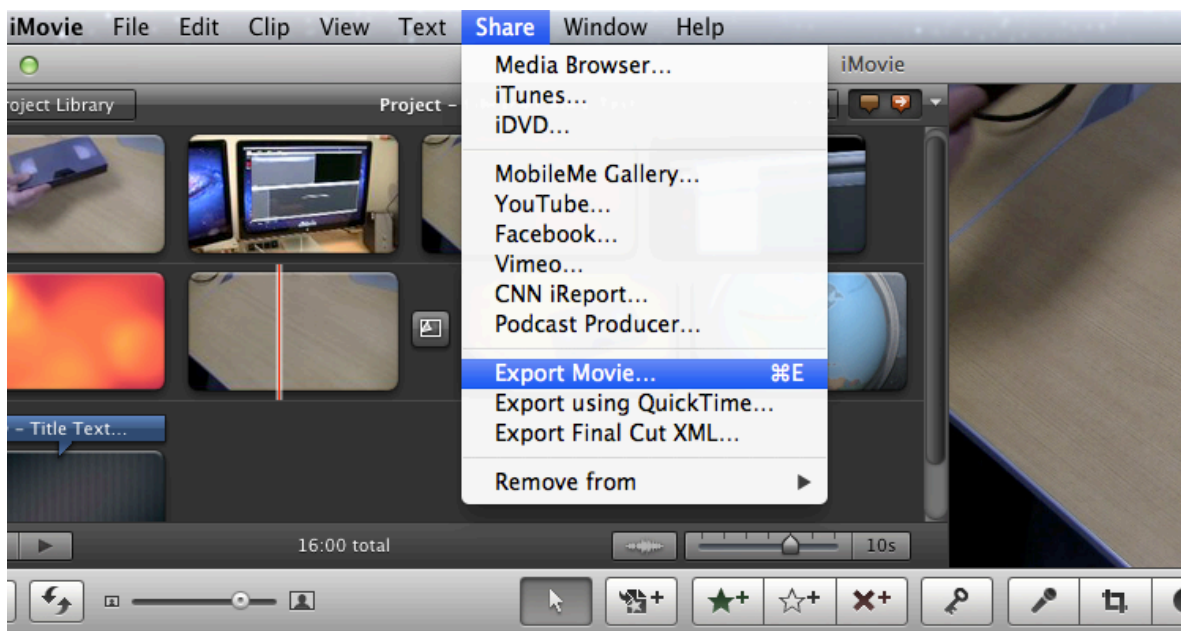 iMovie File Edit Clip View Text Share Window Help
iMovie
Project Library
Project –
Media Browser...
iTunes...
iDVD...
MobileMe Gallery...
YouTube...
Facebook...
Vimeo...
CNN iReport...
Podcast Producer...
Export Movie... ⌘E
Export using QuickTime...
Export Final Cut XML...
Remove from
– Title Text...
16:00 total
10s